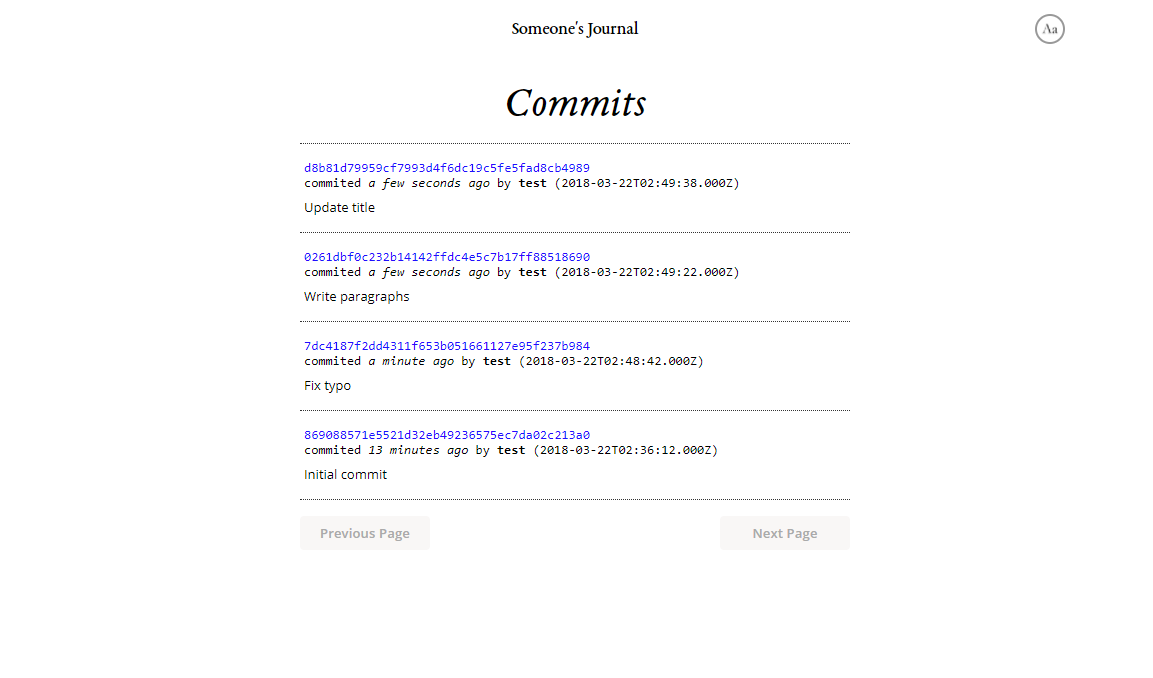 Someone's Journal
Aa
Commits
d8b81d79959cf7993d4f6dc19c5fe5fad8cb4989
commited a few seconds ago by test (2018-03-22T02:49:38.000Z)
Update title
0261dbf0c232b14142ffdc4e5c7b17ff88518690
commited a few seconds ago by test (2018-03-22T02:49:22.000Z)
Write paragraphs
7dc4187f2dd4311f653b051661127e95f237b984
commited a minute ago by test (2018-03-22T02:48:42.000Z)
Fix typo
869088571e5521d32eb49236575ec7da02c213a0
commited 13 minutes ago by test (2018-03-22T02:36:12.000Z)
Initial commit
Previous Page
Next Page